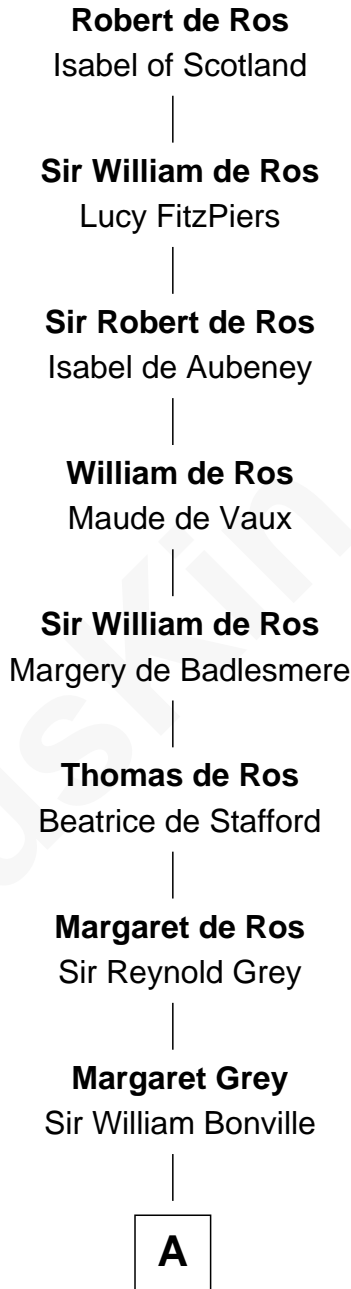 Robert de Ros
Isabel of Scotland
Sir William de Ros
Lucy FitzPiers
Sir Robert de Ros
Isabel de Aubeney
William de Ros
Maude de Vaux
Sir William de Ros
Margery de Badlesmere
Thomas de Ros
Beatrice de Stafford
Margaret de Ros
Sir Reynold Grey
Margaret Grey
Sir William Bonville
A